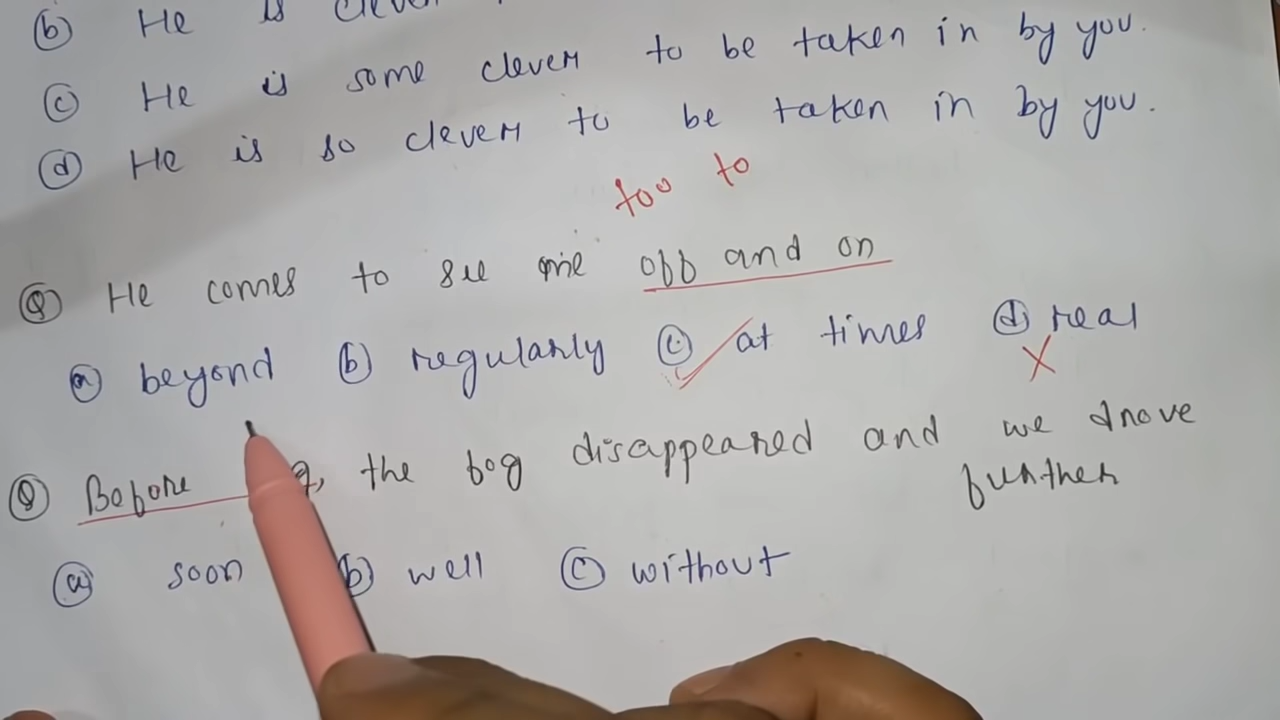 (b) He is clever
(c) He is some clever to be taken in by you.
(d) He is so clever to be taken in by you.
too to
(Q) He comes to see me off and on
(a) beyond (b) regularly (c) at times (d) real
(Q) Before, the fog disappeared and we drove
further
(a) soon (b) well (c) without